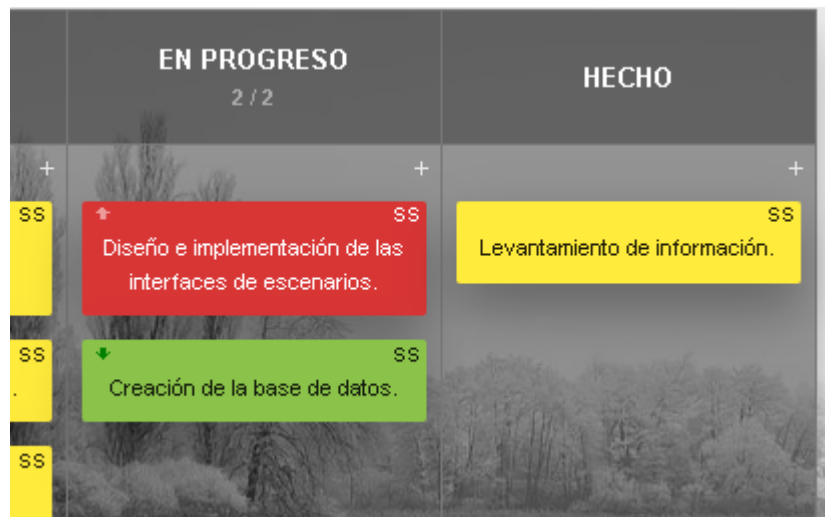 EN PROGRESO
2 / 2
HECHO
+
+
+
SS
SS
Diseño e implementación de las
interfaces de escenarios.
SS
Levantamiento de información.
SS
.
SS
Creación de la base de datos.
SS